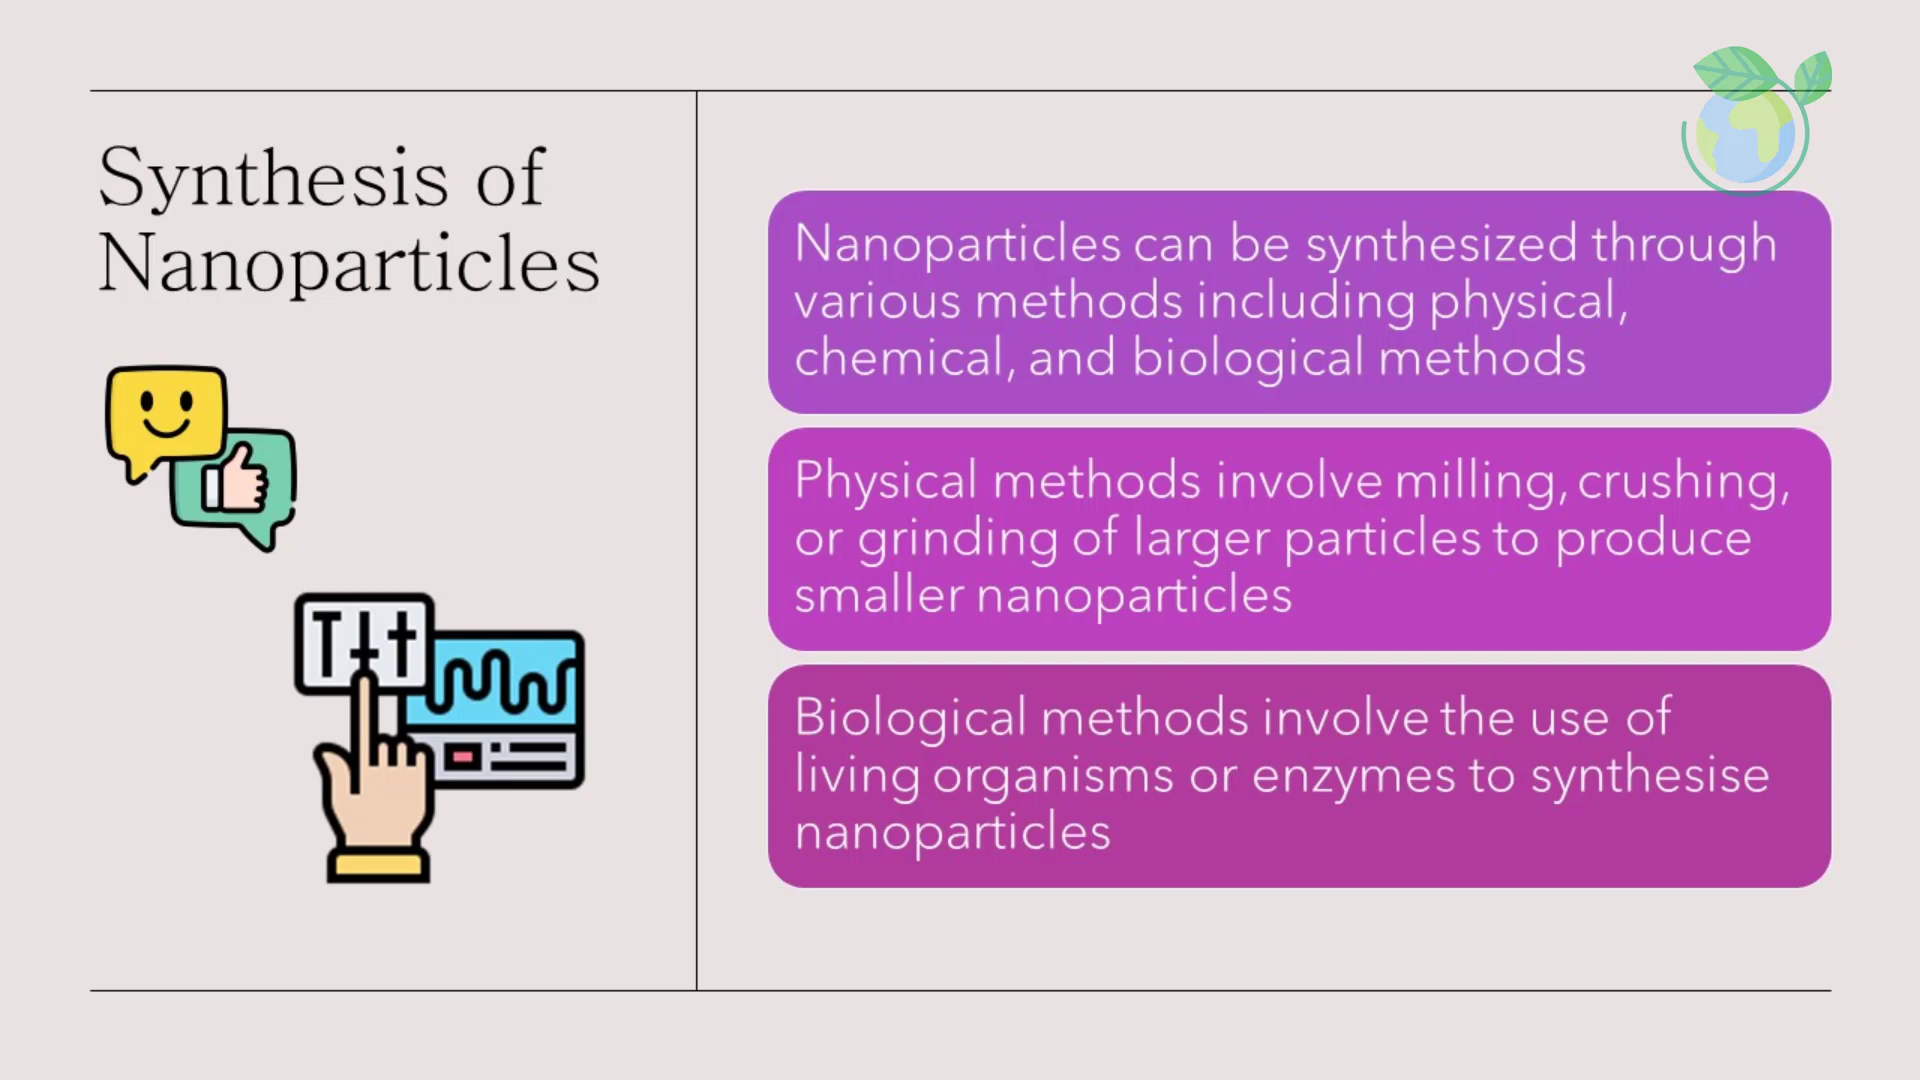 Synthesis of
Nanoparticles
Nanoparticles can be synthesized through
various methods including physical,
chemical, and biological methods
Physical methods involve milling, crushing,
or grinding of larger particles to produce
smaller nanoparticles
Biological methods involve the use of
living organisms or enzymes to synthesise
nanoparticles